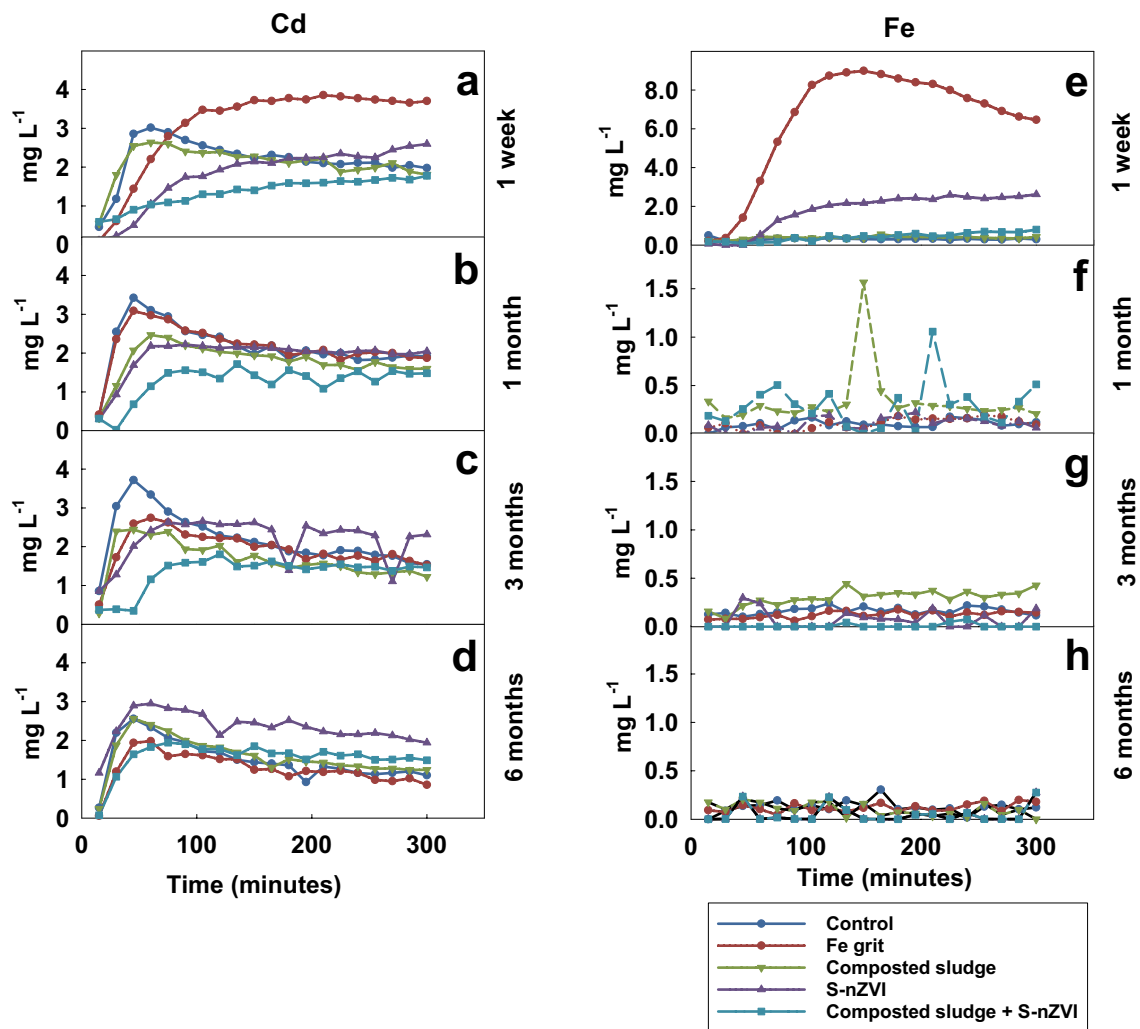 Cd
Fe
a
4
3
2
1
0
mg L⁻¹
1 week
b
4
3
2
1
0
mg L⁻¹
1 month
c
4
3
2
1
0
mg L⁻¹
3 months
d
4
3
2
1
0
mg L⁻¹
6 months
0
100
200
300
Time (minutes)
e
8.0
6.0
4.0
2.0
0.0
mg L⁻¹
1 week
f
1.5
1.0
0.5
0.0
mg L⁻¹
1 month
g
1.5
1.0
0.5
0.0
mg L⁻¹
3 months
h
1.5
1.0
0.5
0.0
mg L⁻¹
6 months
0
100
200
300
Time (minutes)
Control
Fe grit
Composted sludge
S-nZVI
Composted sludge + S-nZVI